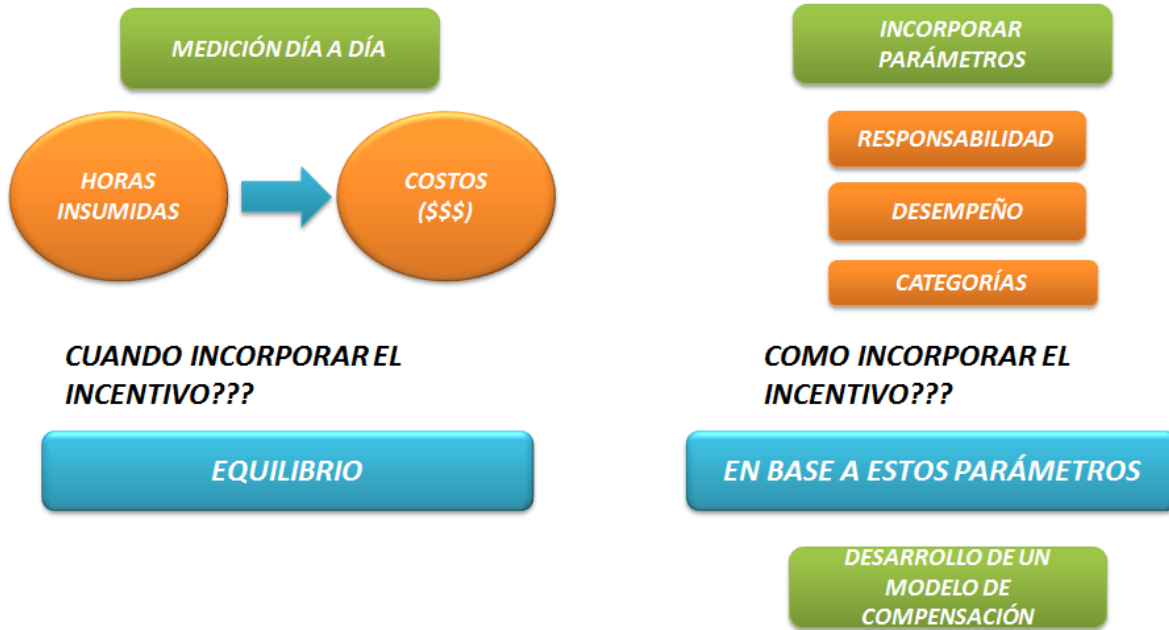 MEDICIÓN DÍA A DÍA
HORAS
INSUMIDAS
COSTOS
($$$)
CUANDO INCORPORAR EL
INCENTIVO???
EQUILIBRIO
INCORPORAR
PARÁMETROS
RESPONSABILIDAD
DESEMPEÑO
CATEGORÍAS
COMO INCORPORAR EL
INCENTIVO???
EN BASE A ESTOS PARÁMETROS
DESARROLLO DE UN
MODELO DE
COMPENSACIÓN